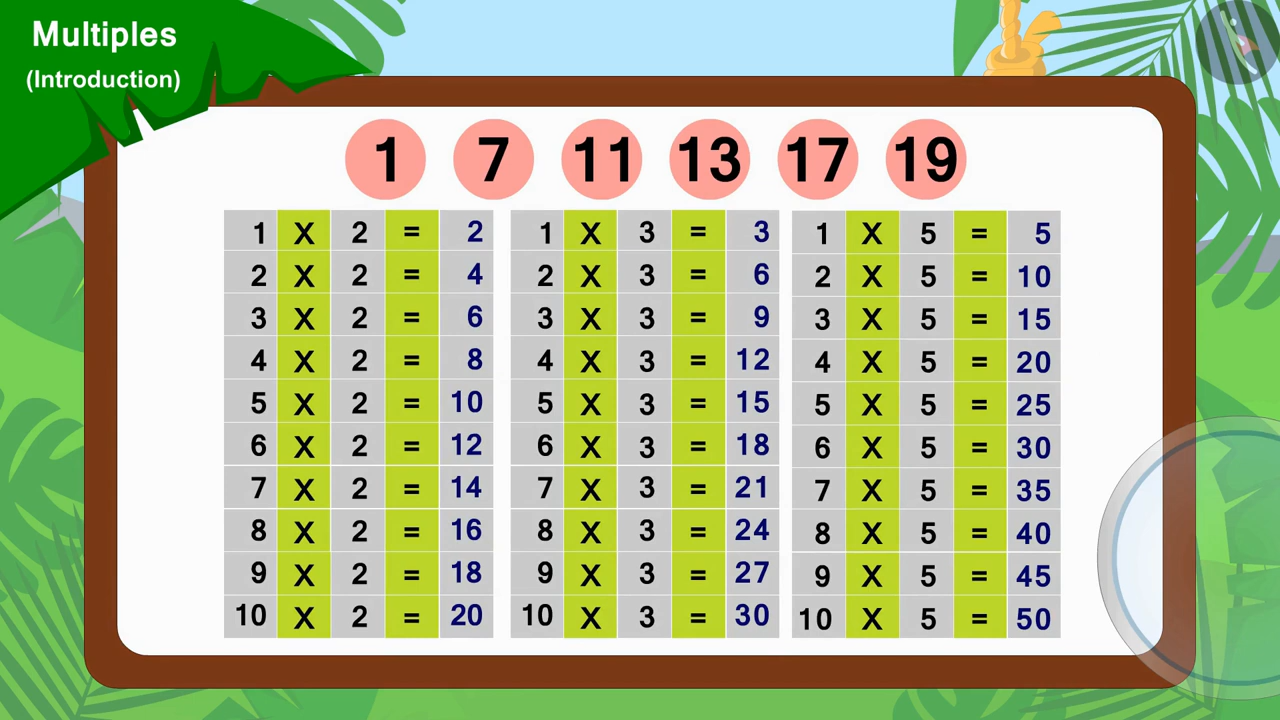 Multiples
(Introduction)
1 7 11 13 17 19
1 X 2 = 2 1 X 3 = 3 1 X 5 = 5
2 X 2 = 4 2 X 3 = 6 2 X 5 = 10
3 X 2 = 6 3 X 3 = 9 3 X 5 = 15
4 X 2 = 8 4 X 3 = 12 4 X 5 = 20
5 X 2 = 10 5 X 3 = 15 5 X 5 = 25
6 X 2 = 12 6 X 3 = 18 6 X 5 = 30
7 X 2 = 14 7 X 3 = 21 7 X 5 = 35
8 X 2 = 16 8 X 3 = 24 8 X 5 = 40
9 X 2 = 18 9 X 3 = 27 9 X 5 = 45
10 X 2 = 20 10 X 3 = 30 10 X 5 = 50